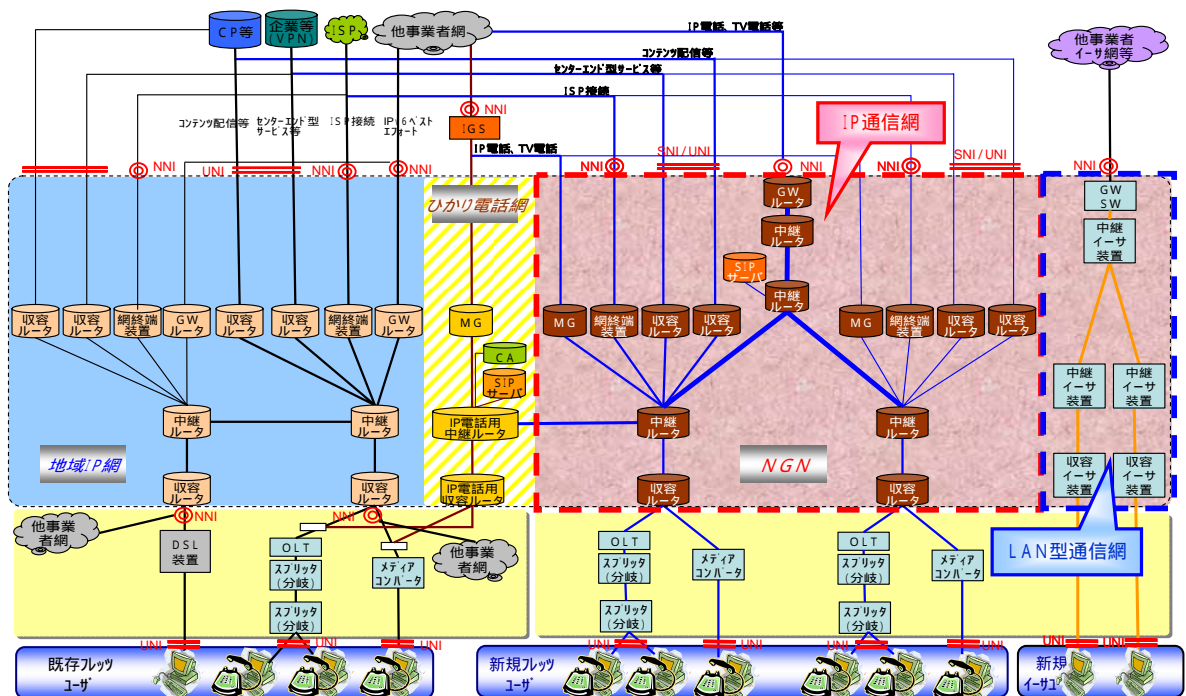 CP等
企業等
(VPN)
ISP
他事業者網
IP電話、TV電話等
コンテンツ配信等
センターエンド型サービス等
ISP接続
他事業者
イーサ網等
NNI
IGS
IP通信網
コンテンツ配信等
センターエンド型
サービス等
ISP接続
IPv6ベスト
エフォート
IP電話、TV電話
NNI
UNI
NNI
NNI
NNI
SNI/UNI
NNI
NNI
SNI/UNI
NNI
ひかり電話網
GW
ルータ
中継
ルータ
SIP
サーバ
中継
ルータ
GW
SW
中継
イーサ
装置
収容
ルータ
収容
ルータ
網終端
装置
GW
ルータ
収容
ルータ
収容
ルータ
網終端
装置
GW
ルータ
MG
MG
網終端
装置
収容
ルータ
収容
ルータ
MG
網終端
装置
収容
ルータ
収容
ルータ
CA
SIP
サーバ
中継
イーサ
装置
中継
イーサ
装置
中継
ルータ
中継
ルータ
IP電話用
中継ルータ
中継
ルータ
中継
ルータ
地域IP網
NGN
収容
ルータ
収容
ルータ
IP電話用
収容ルータ
収容
ルータ
収容
ルータ
収容
イーサ
装置
収容
イーサ
装置
NNI
NNI
他事業
者網
DSL
装置
OLT
スプリッタ
(分岐)
スプリッタ
(分岐)
メディア
コンバータ
他事業
者網
OLT
スプリッタ
(分岐)
スプリッタ
(分岐)
メディア
コンバータ
OLT
スプリッタ
(分岐)
スプリッタ
(分岐)
メディア
コンバータ
LAN型通信網
UNI
UNI
UNI
UNI
UNI
UNI
UNI
UNI
UNI
既存フレッツ
ユーザ
新規フレッツ
ユーザ
新規
イーサユ